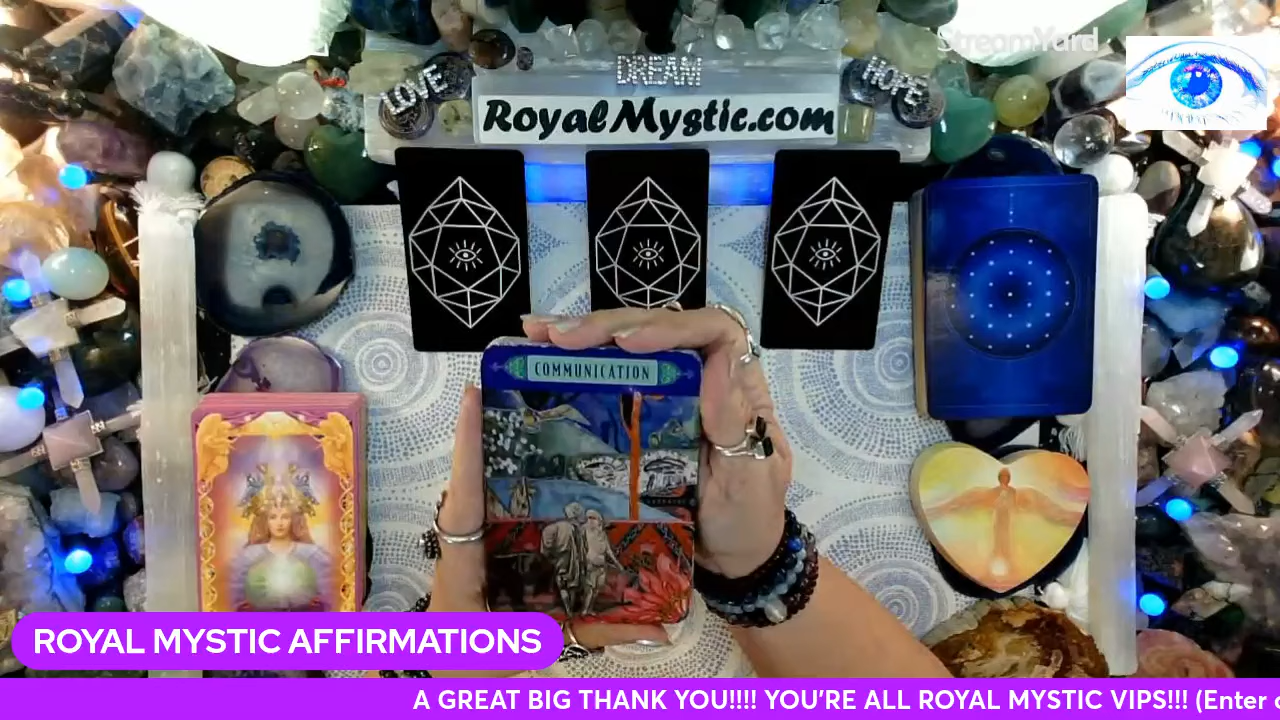 StreamYard
LOVE
DREAM
HOPE
RoyalMystic.com
COMMUNICATION
ROYAL MYSTIC AFFIRMATIONS
A GREAT BIG THANK YOU!!!! YOU'RE ALL ROYAL MYSTIC VIPS!!! (Enter